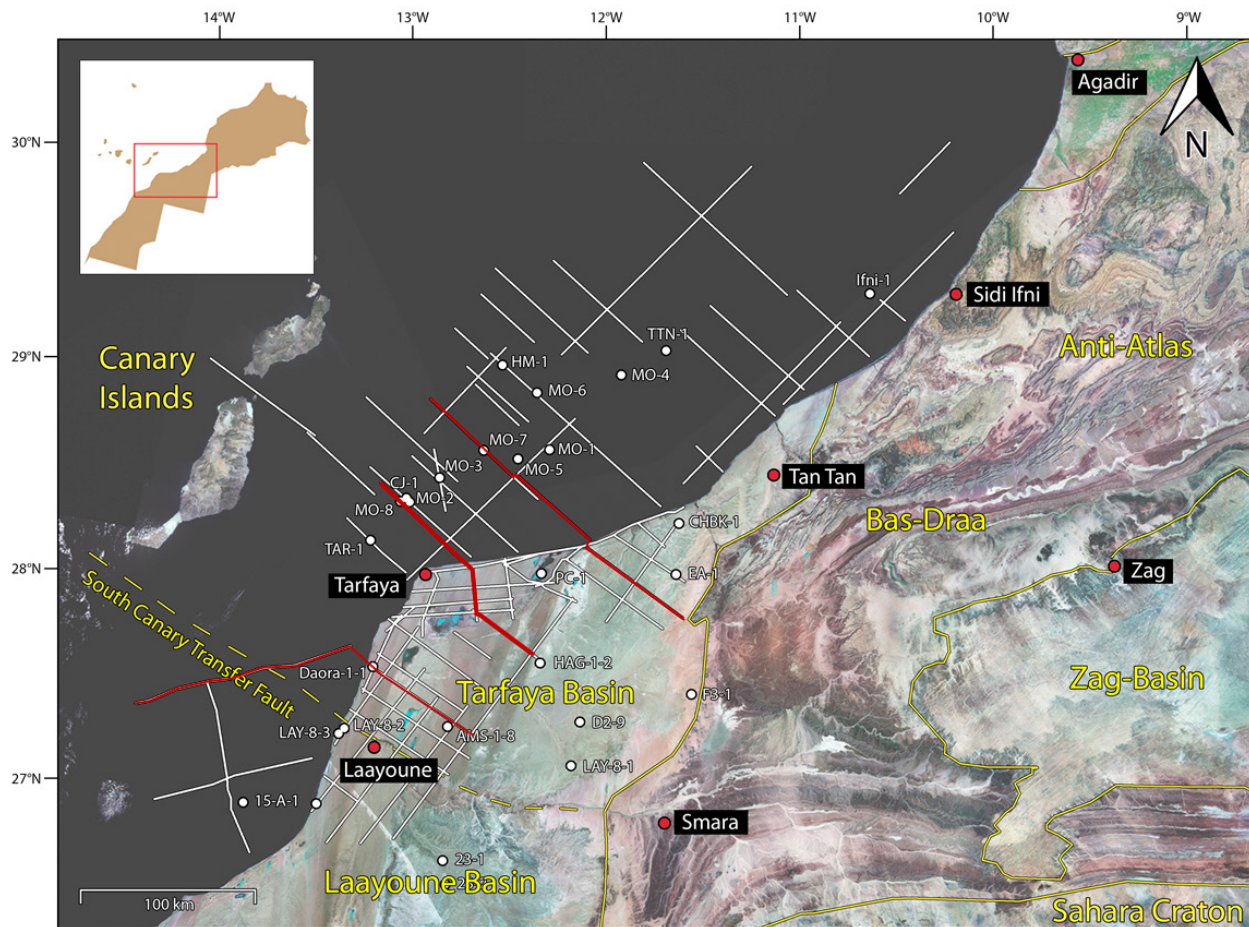 14°W
13°W
12°W
11°W
10°W
9°W
Agadir
N
30°N
Ifni-1
Sidi Ifni
TTN-1
Anti-Atlas
29°N
Canary
Islands
HM-1
MO-4
MO-6
MO-7
MO-1
MO-5
MO-3
CJ-1
MO-2
MO-8
Tan Tan
Bas-Draa
CHBK-1
TAR-1
28°N
Tarfaya
PC-1
EA-1
Zag
South Canary Transfer Fault
Daora-1-1
HAG-1-2
Tarfaya Basin
F3-1
Zag-Basin
D2-9
LAY-8-2
LAY-8-3
AMS-1-8
Laayoune
LAY-8-1
27°N
15-A-1
Smara
23-1
Laayoune Basin
100 km
Sahara Craton